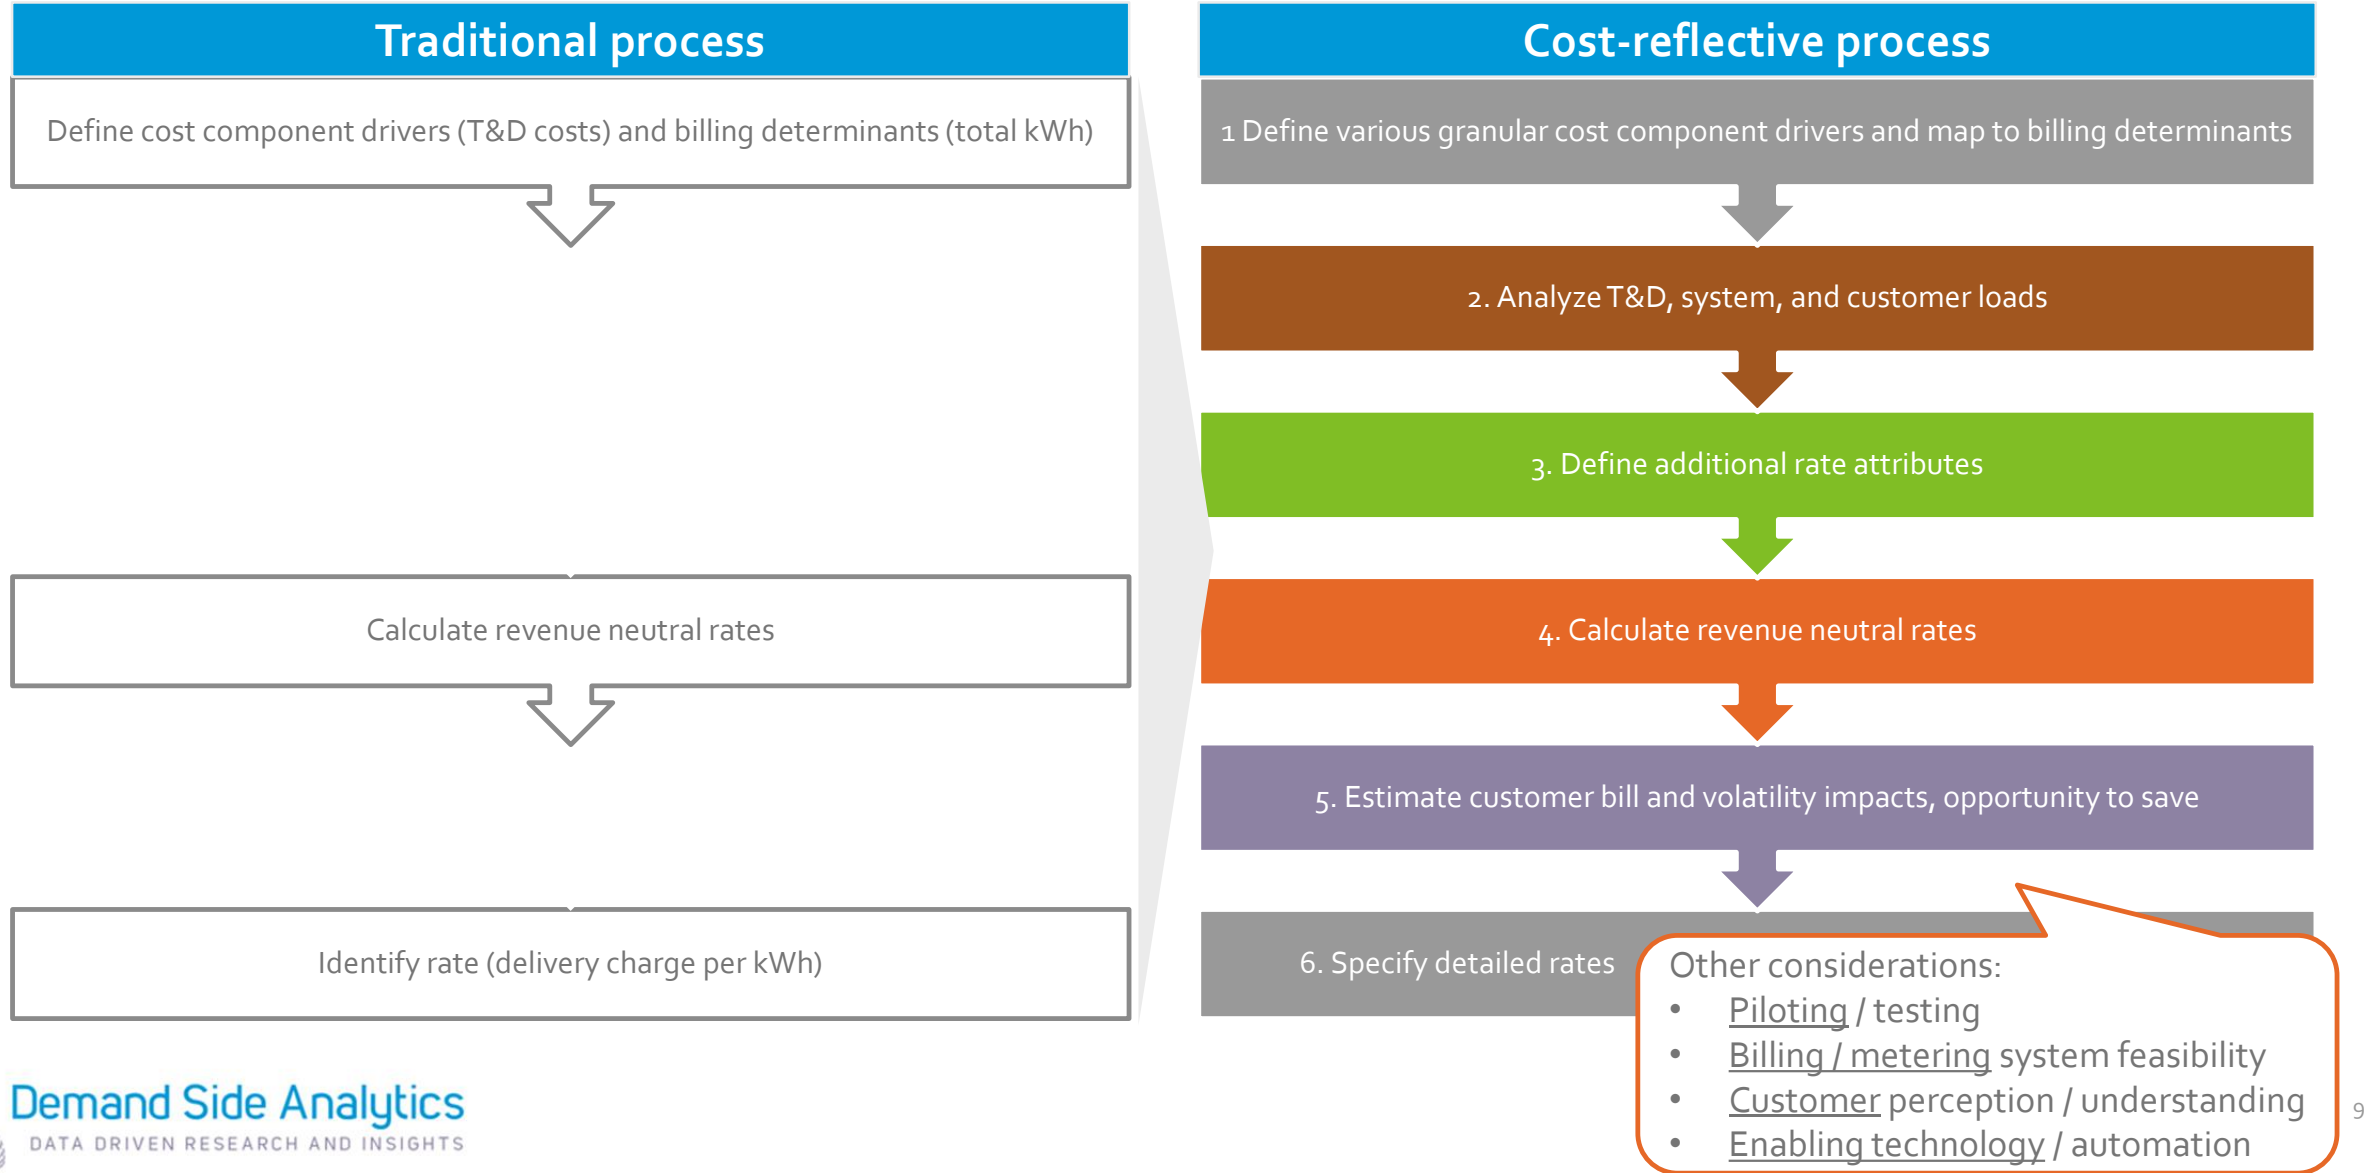 Traditional process
Define cost component drivers (T&D costs) and billing determinants (total kWh)
Calculate revenue neutral rates
Identify rate (delivery charge per kWh)
Cost-reflective process
1 Define various granular cost component drivers and map to billing determinants
2. Analyze T&D, system, and customer loads
3. Define additional rate attributes
4. Calculate revenue neutral rates
5. Estimate customer bill and volatility impacts, opportunity to save
6. Specify detailed rates
Other considerations:
• Piloting / testing
• Billing / metering system feasibility
• Customer perception / understanding
• Enabling technology / automation
Demand Side Analytics
DATA DRIVEN RESEARCH AND INSIGHTS
9